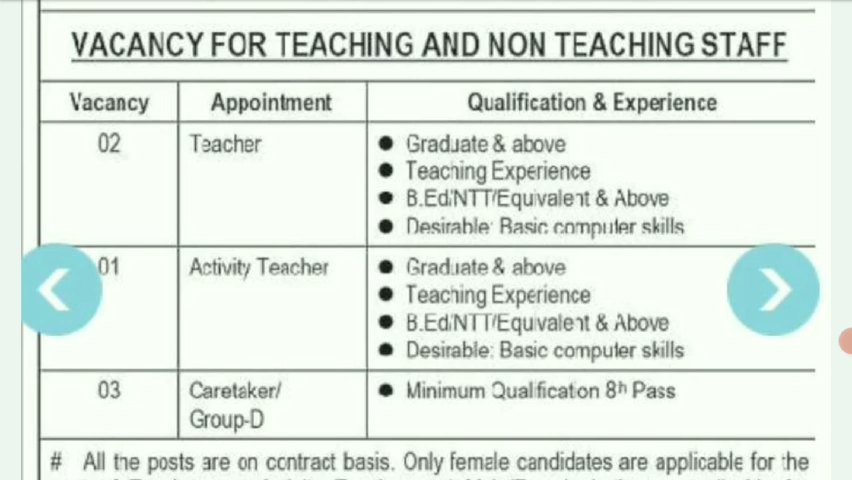 VACANCY FOR TEACHING AND NON TEACHING STAFF
Vacancy Appointment Qualification & Experience
02 Teacher ● Graduate & above
● Teaching Experience
● B.Ed/NTT/Equivalent & Above
● Desirable: Basic computer skills
01 Activity Teacher ● Graduate & above
● Teaching Experience
● B.Ed/NTT/Equivalent & Above
● Desirable: Basic computer skills
03 Caretaker/ ● Minimum Qualification 8h Pass
Group-D
# All the posts are on contract basis. Only female candidates are applicable for the